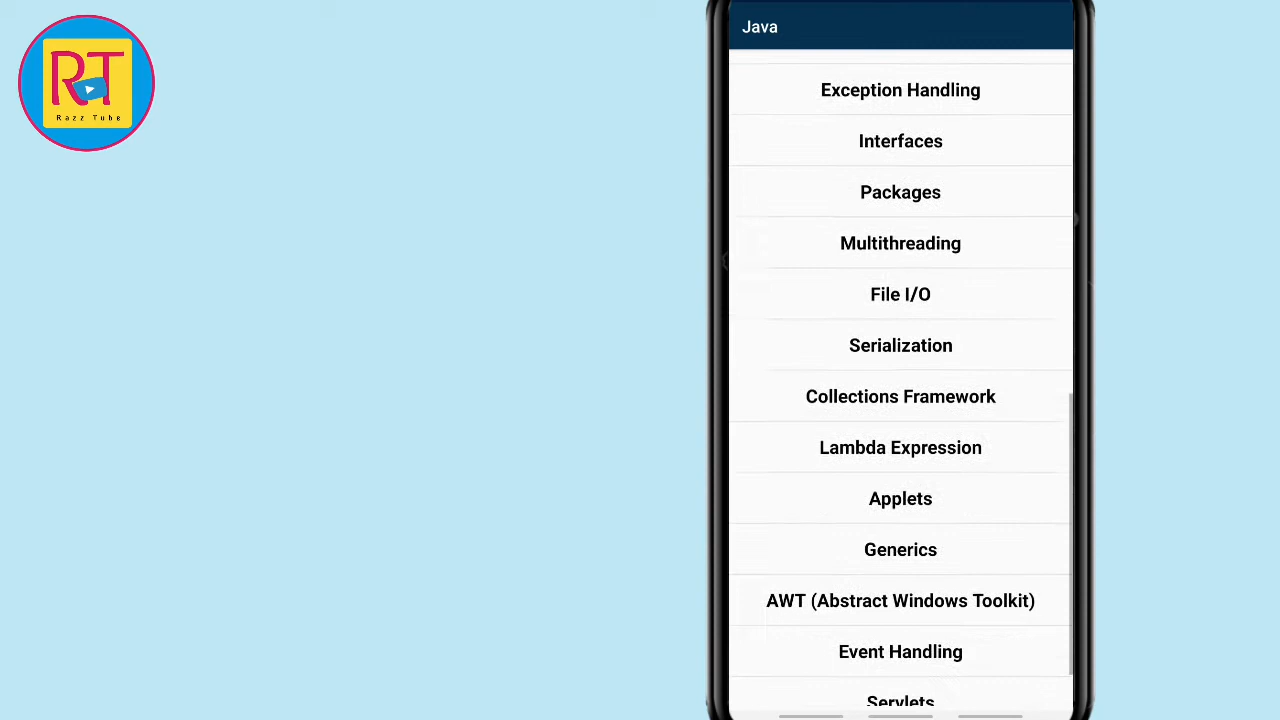 RT
Razz Tube
Java
Exception Handling
Interfaces
Packages
Multithreading
File I/O
Serialization
Collections Framework
Lambda Expression
Applets
Generics
AWT (Abstract Windows Toolkit)
Event Handling
Servlets